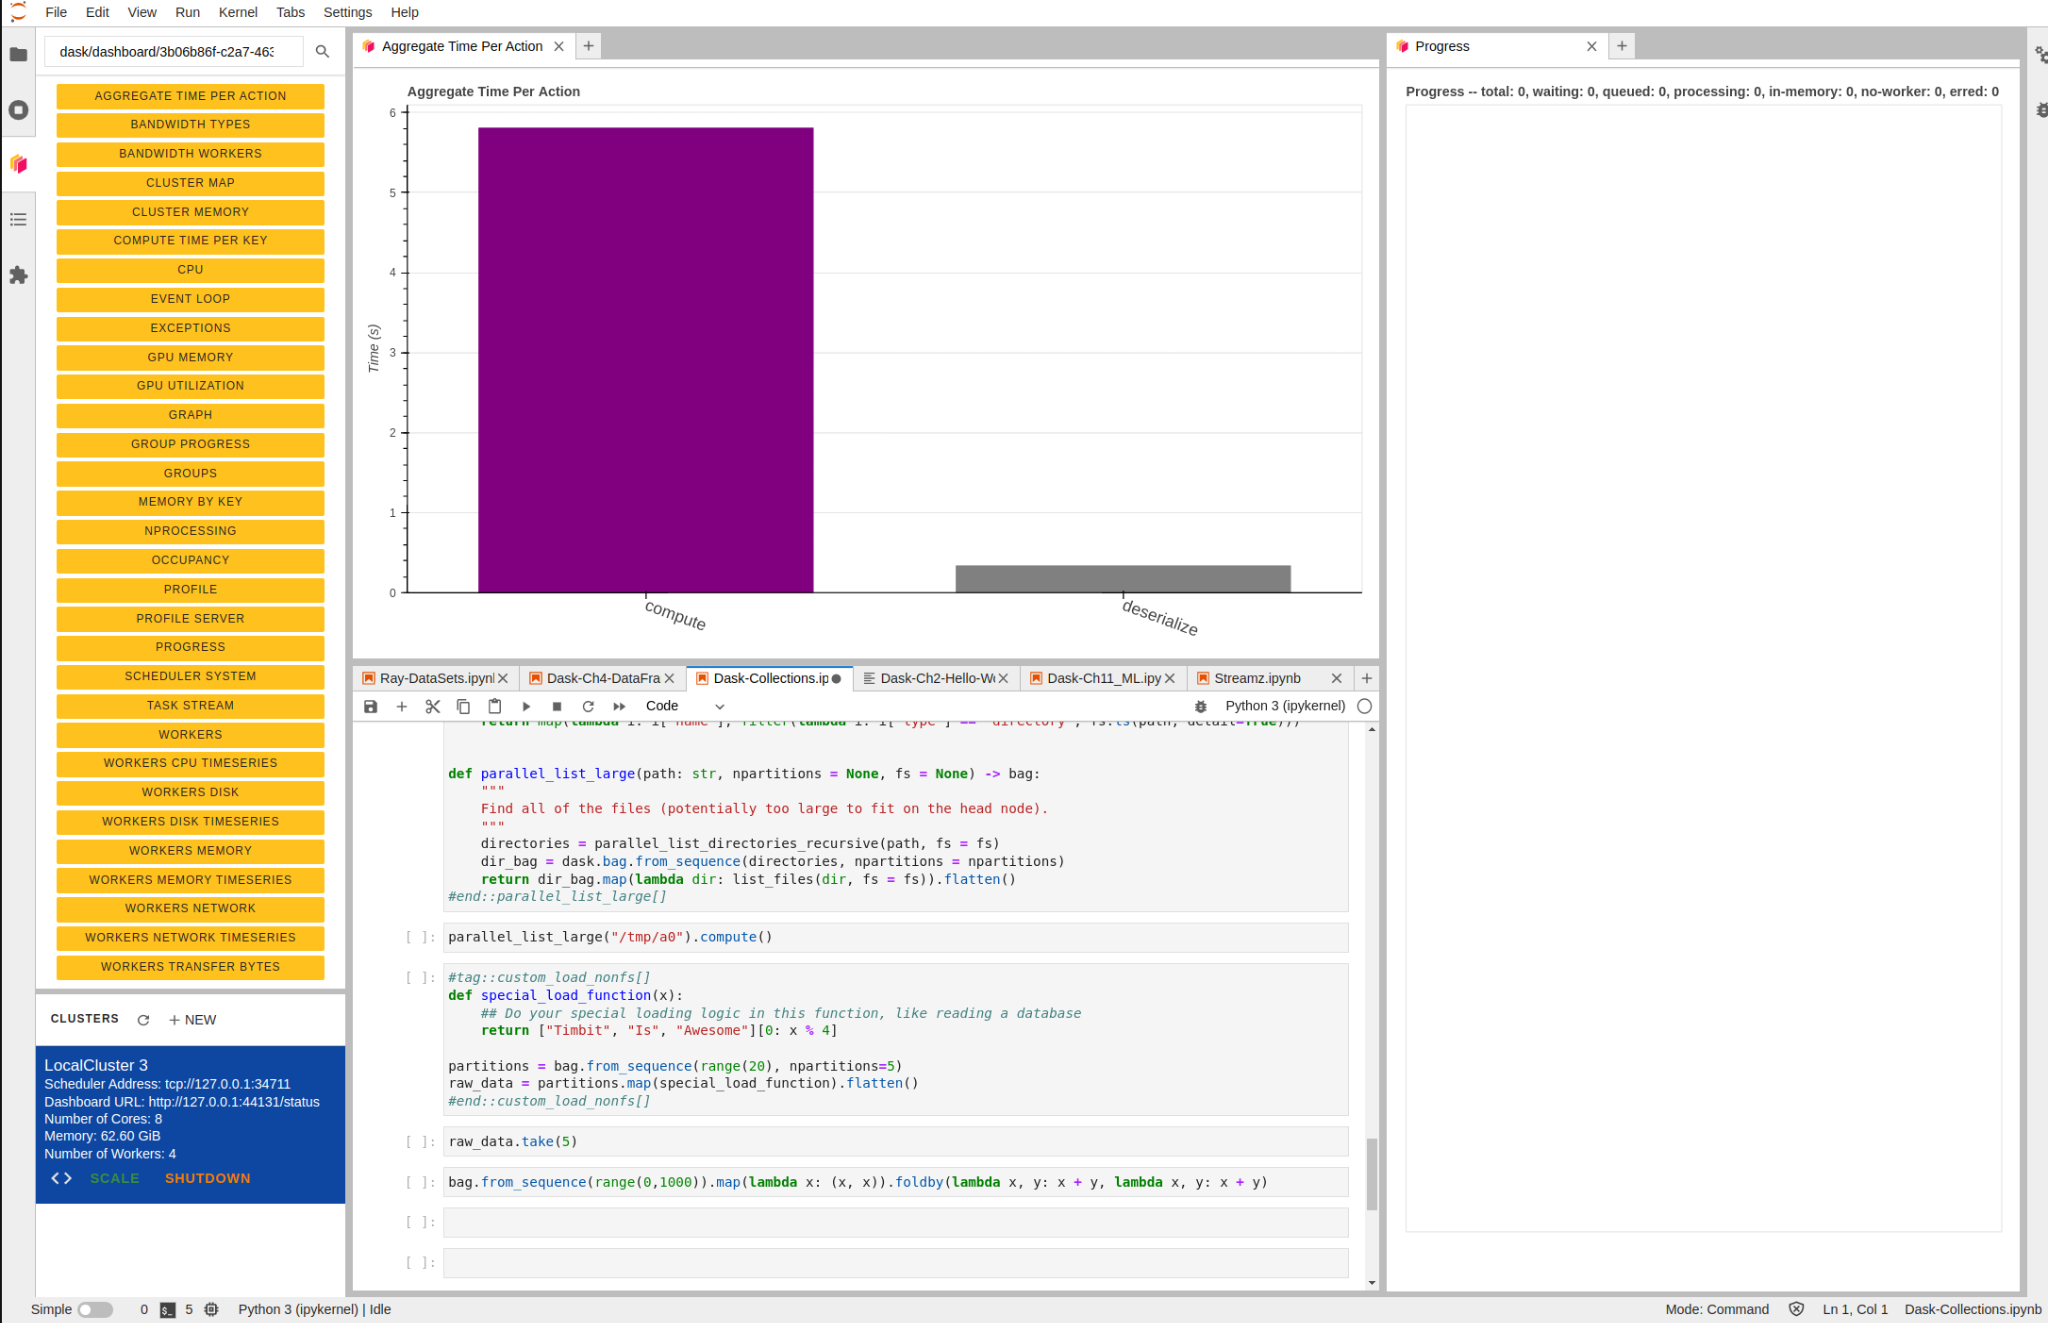 File Edit View Run Kernel Tabs Settings Help
dask/dashboard/3b06b86f-c2a7-463
AGGREGATE TIME PER ACTION
BANDWIDTH TYPES
BANDWIDTH WORKERS
CLUSTER MAP
CLUSTER MEMORY
COMPUTE TIME PER KEY
CPU
EVENT LOOP
EXCEPTIONS
GPU MEMORY
GPU UTILIZATION
GRAPH
GROUP PROGRESS
GROUPS
MEMORY BY KEY
NPROCESSING
OCCUPANCY
PROFILE
PROFILE SERVER
PROGRESS
SCHEDULER SYSTEM
TASK STREAM
WORKERS
WORKERS CPU TIMESERIES
WORKERS DISK
WORKERS DISK TIMESERIES
WORKERS MEMORY
WORKERS MEMORY TIMESERIES
WORKERS NETWORK
WORKERS NETWORK TIMESERIES
WORKERS TRANSFER BYTES
CLUSTERS + NEW
LocalCluster 3
Scheduler Address: tcp://127.0.0.1:34711
Dashboard URL: http://127.0.0.1:44131/status
Number of Cores: 8
Memory: 62.60 GiB
Number of Workers: 4
<> SCALE SHUTDOWN
Aggregate Time Per Action
Aggregate Time Per Action
6
5
4
3
2
1
0
Time (s)
compute
deserialize
Progress
Progress -- total: 0, waiting: 0, queued: 0, processing: 0, in-memory: 0, no-worker: 0, erred: 0
Ray-DataSets.ipynl Dask-Ch4-DataFra Dask-Collections.ip Dask-Ch2-Hello-W Dask-Ch11_ML.ipy Streamz.ipynb
Code Python 3 (ipykernel)
return map(lambda i: i["name"], filter(lambda i: i["type"] == "directory", fs.ls(path, detail=True)))
def parallel_list_large(path: str, npartitions = None, fs = None) -> bag:
"""
Find all of the files (potentially too large to fit on the head node).
"""
directories = parallel_list_directories_recursive(path, fs = fs)
dir_bag = dask.bag.from_sequence(directories, npartitions = npartitions)
return dir_bag.map(lambda dir: list_files(dir, fs = fs)).flatten()
#end::parallel_list_large[]
[ ]: parallel_list_large("/tmp/a0").compute()
[ ]: #tag::custom_load_nonfs[]
def special_load_function(x):
## Do your special loading logic in this function, like reading a database
return ["Timbit", "Is", "Awesome"][0: x % 4]
partitions = bag.from_sequence(range(20), npartitions=5)
raw_data = partitions.map(special_load_function).flatten()
#end::custom_load_nonfs[]
[ ]: raw_data.take(5)
[ ]: bag.from_sequence(range(0,1000)).map(lambda x: (x, x)).foldby(lambda x, y: x + y, lambda x, y: x + y)
[ ]:
[ ]:
Simple 0 $_ 5 Python 3 (ipykernel) | Idle Mode: Command Ln 1, Col 1 Dask-Collections.ipynb